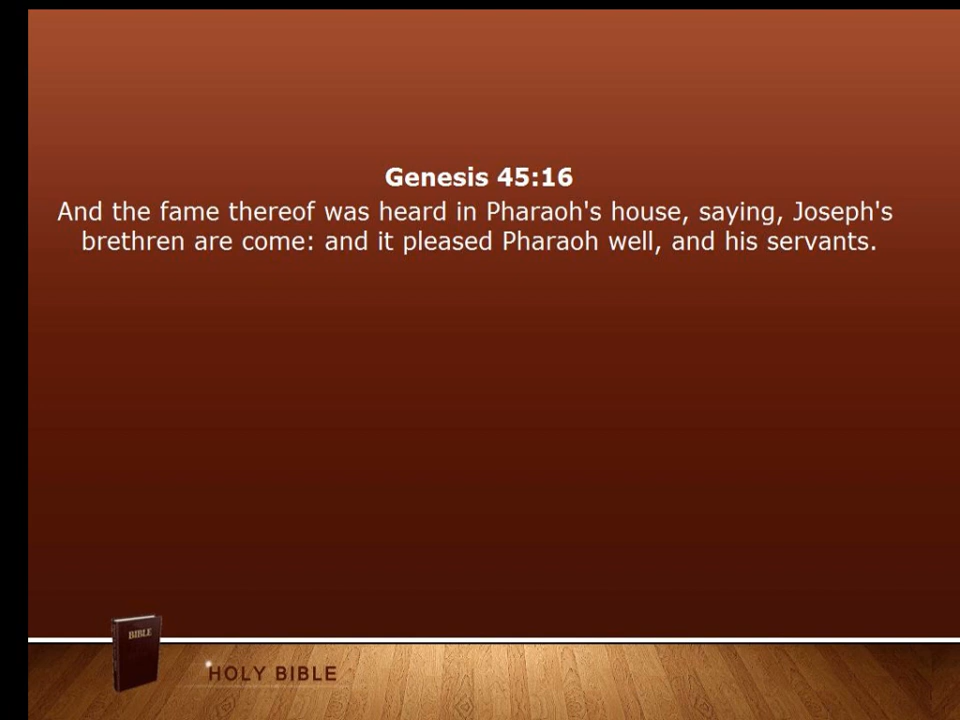 Genesis 45:16
And the fame thereof was heard in Pharaoh's house, saying, Joseph's
brethren are come: and it pleased Pharaoh well, and his servants.
BIBLE
HOLY BIBLE